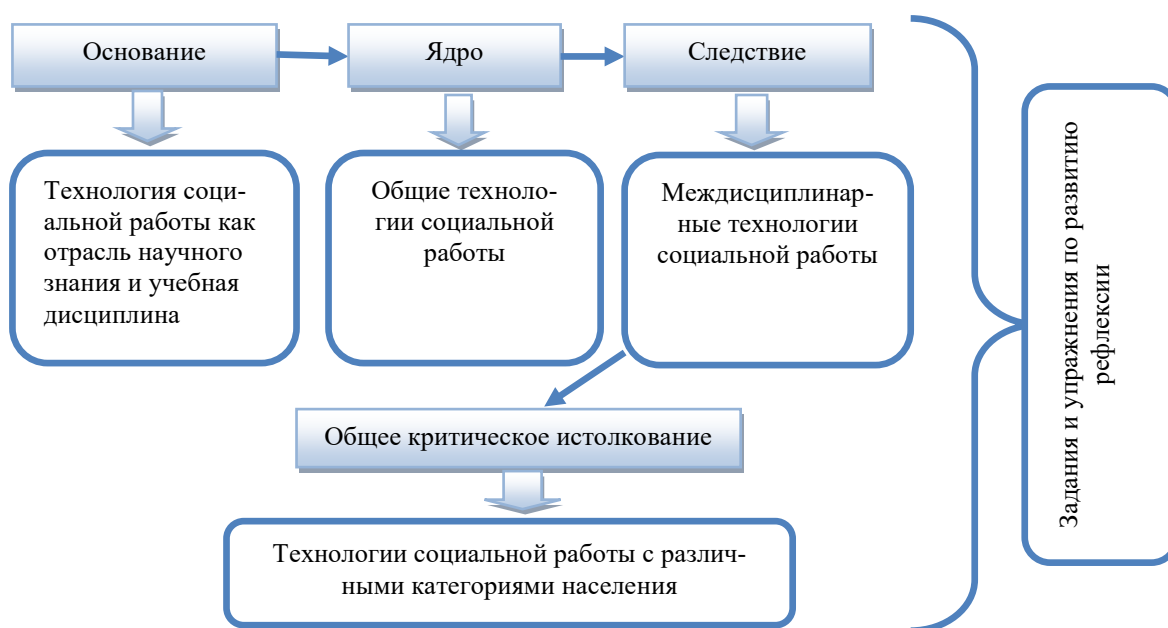 Основание
Ядро
Следствие
Технология соци-
альной работы как
отрасль научного
знания и учебная
дисциплина
Общие техноло-
гии социальной
работы
Междисциплинар-
ные технологии
социальной работы
Общее критическое истолкование
Технологии социальной работы с различ-
ными категориями населения
Задания и упражнения по развитию
рефлексии